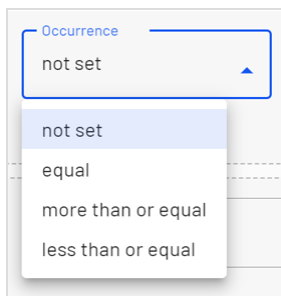 Occurrence
not set
not set
equal
more than or equal
less than or equal